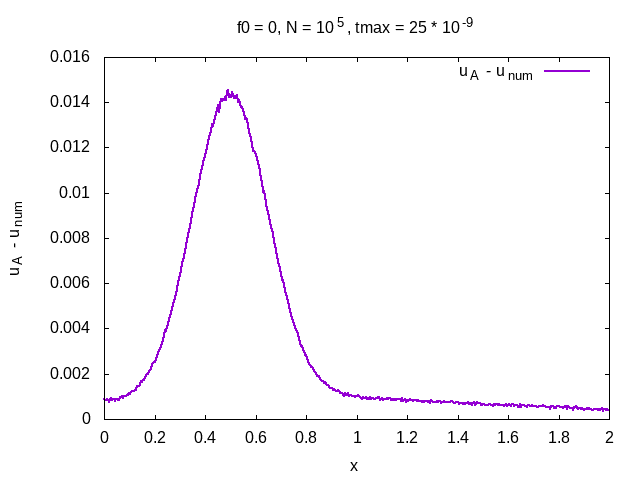 f0 = 0, N = 10^5, tmax = 25 * 10^-9
0.016
u_A - u_num
0.014
0.012
0.01
0.008
u_A - u_num
0.006
0.004
0.002
0
0 0.2 0.4 0.6 0.8 1 1.2 1.4 1.6 1.8 2
x